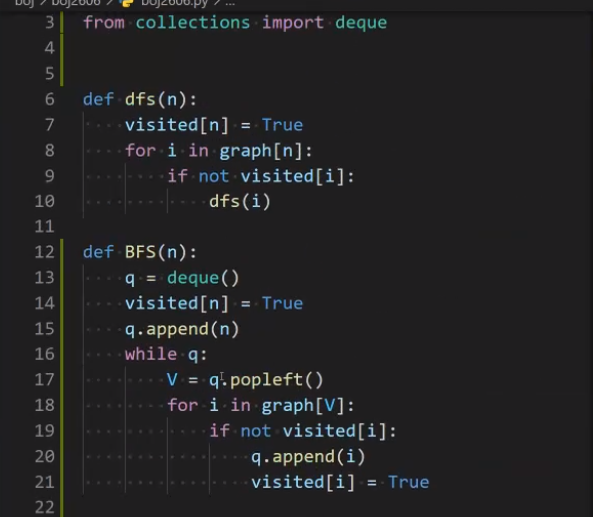 boj > boj2606 > boj2606.py > ...
3 from collections import deque
4
5
6 def dfs(n):
7     visited[n] = True
8     for i in graph[n]:
9         if not visited[i]:
10             dfs(i)
11
12 def BFS(n):
13     q = deque()
14     visited[n] = True
15     q.append(n)
16     while q:
17         V = q.popleft()
18         for i in graph[V]:
19             if not visited[i]:
20                 q.append(i)
21                 visited[i] = True
22